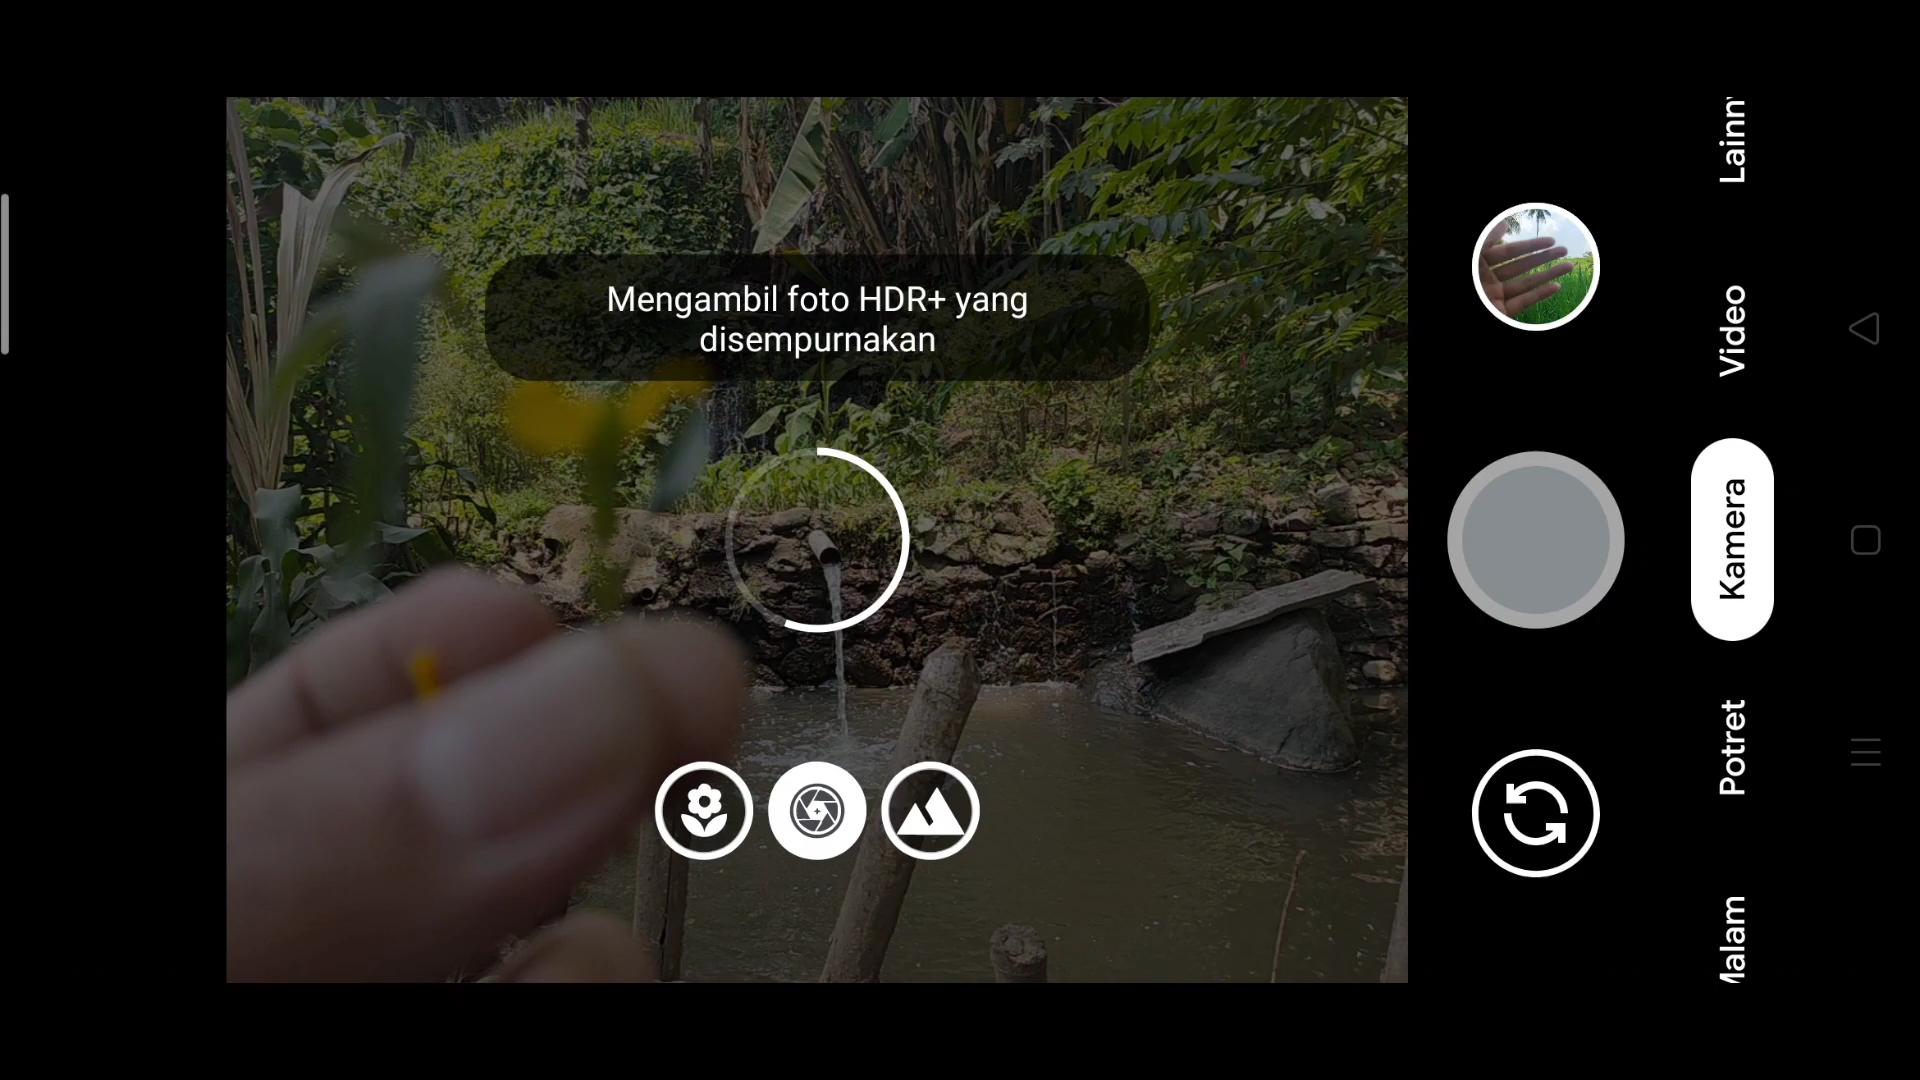 Mengambil foto HDR+ yang
disempurnakan
Video
Kamera
Potret